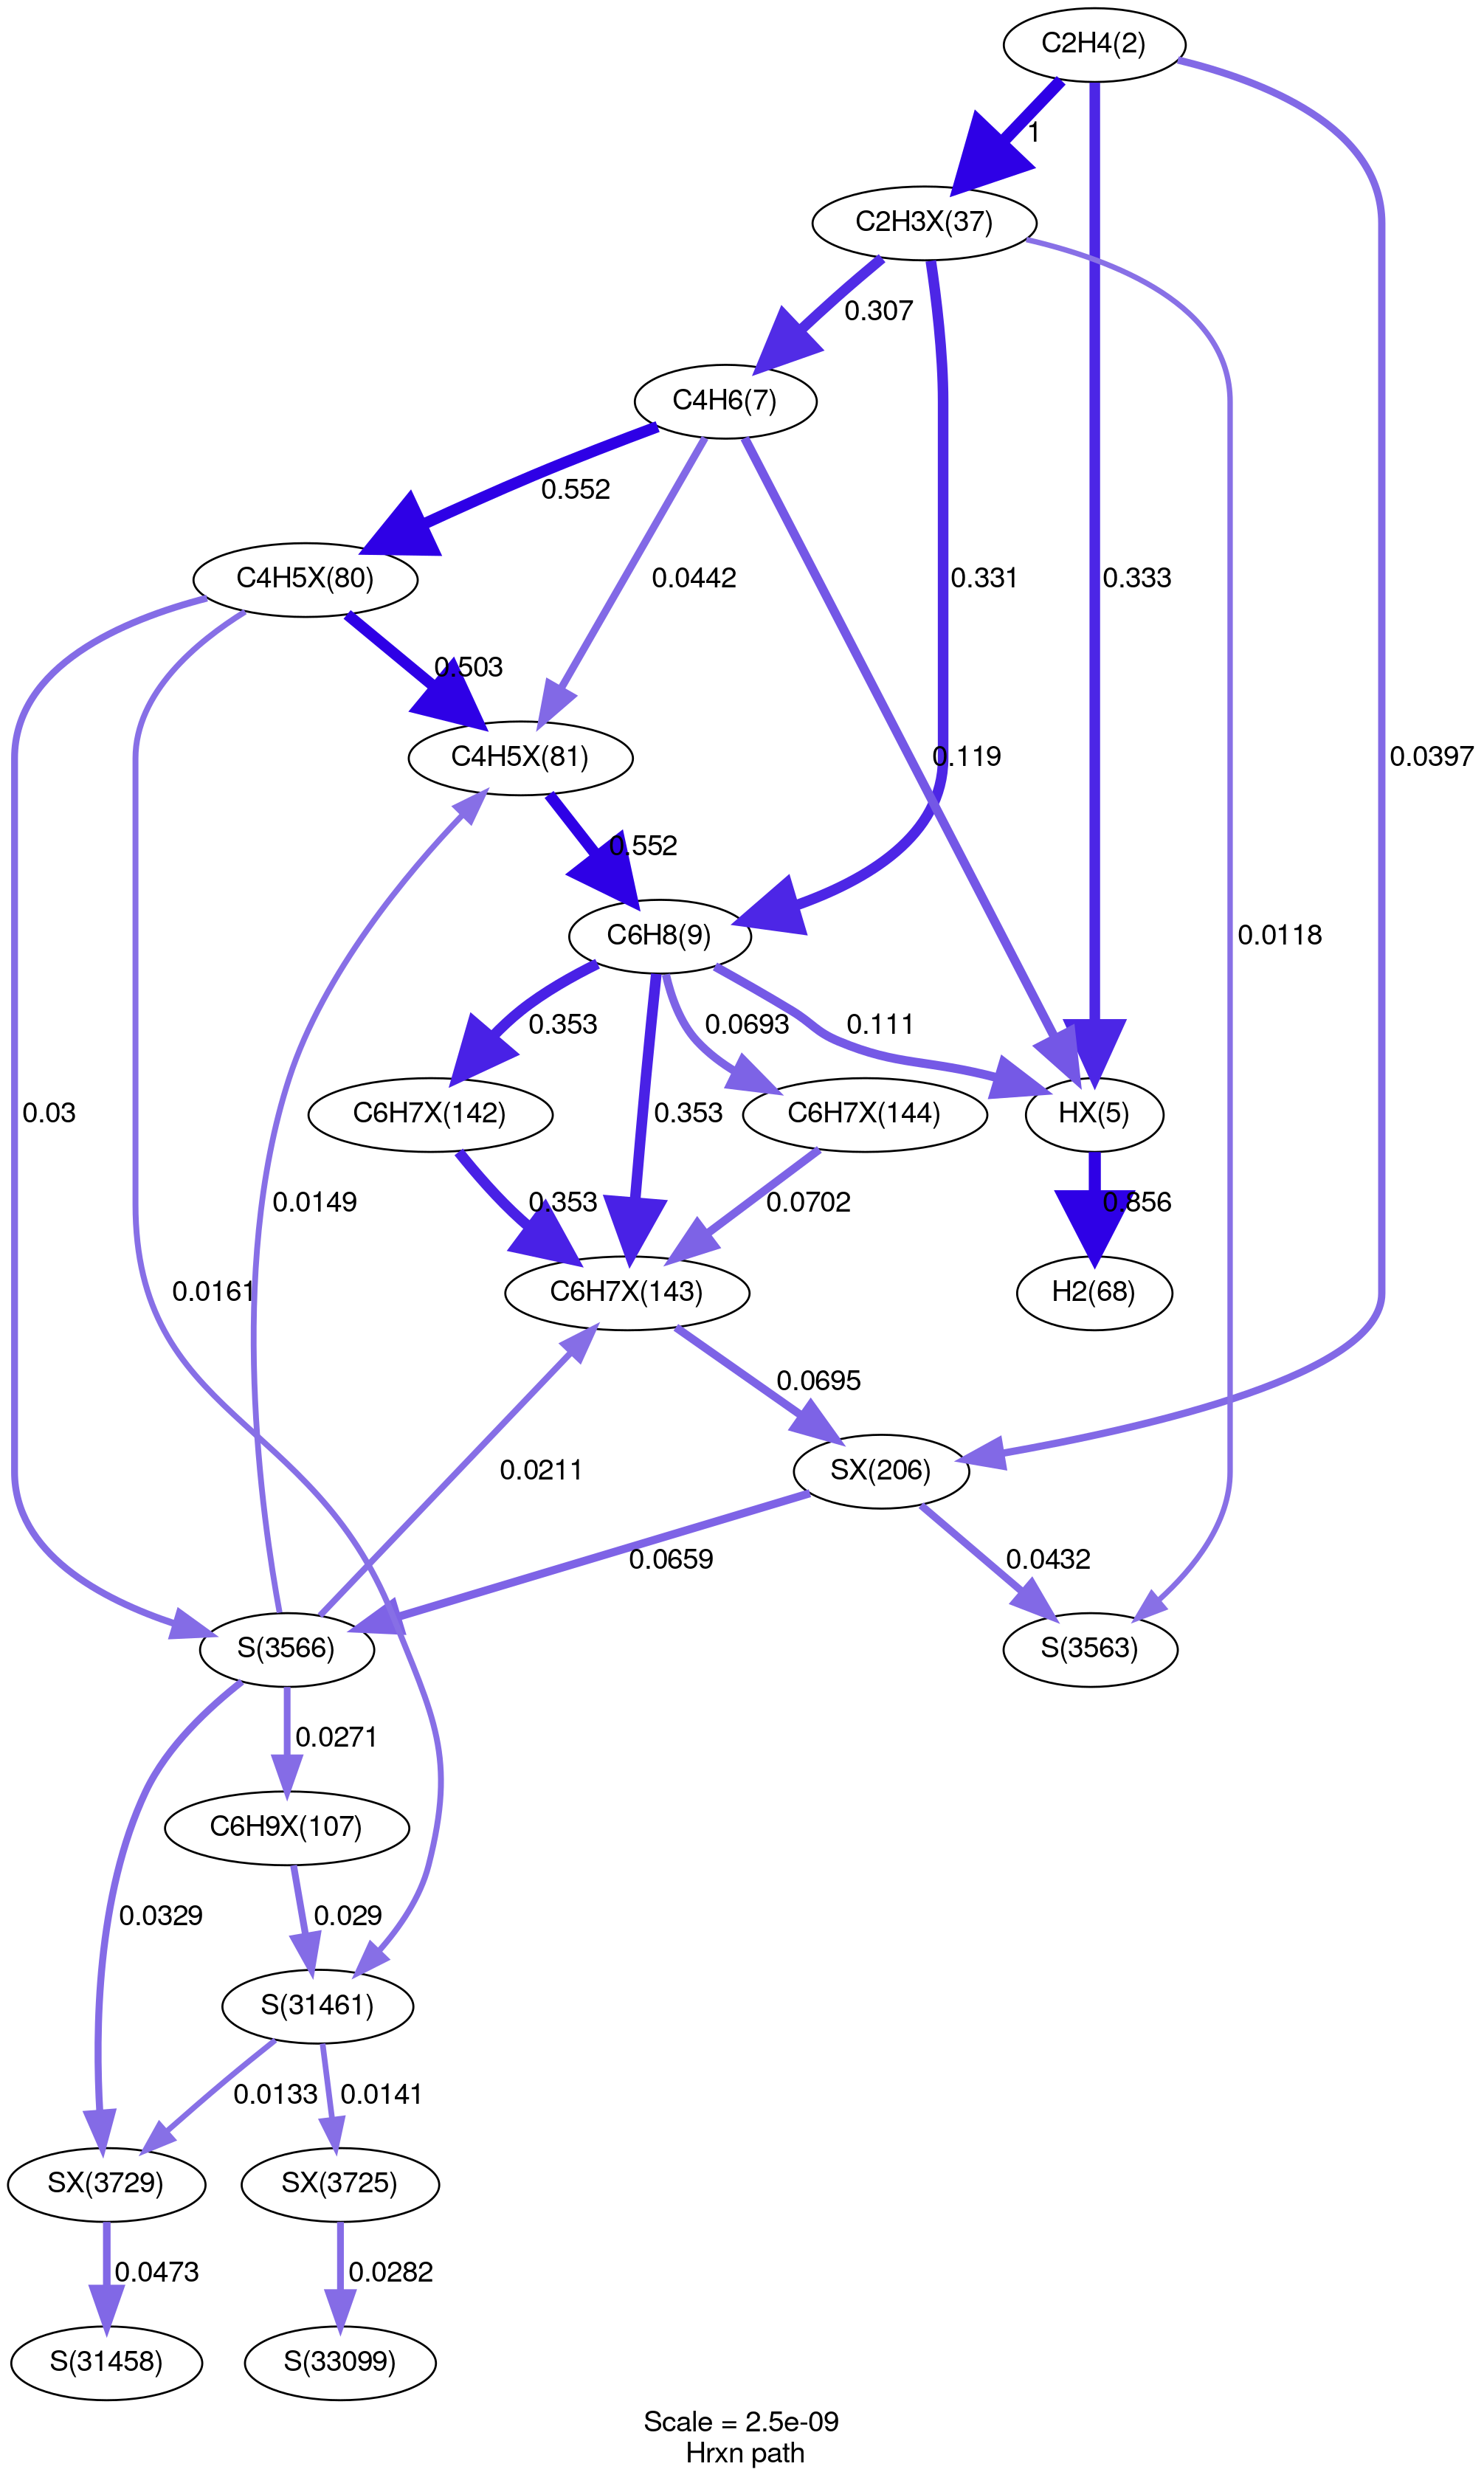 C2H4(2)
1
C2H3X(37)
0.307
C4H6(7)
0.552
C4H5X(80)
0.0442
0.331
0.333
0.503
C4H5X(81)
0.119
0.0397
0.552
C6H8(9)
0.0118
0.353
0.0693
0.111
C6H7X(142)
0.353
C6H7X(144)
HX(5)
0.03
0.0149
0.353
0.0702
0.856
0.0161
C6H7X(143)
H2(68)
0.0695
0.0211
SX(206)
0.0659
0.0432
S(3566)
S(3563)
0.0271
C6H9X(107)
0.0329
0.029
S(31461)
0.0133
0.0141
SX(3729)
SX(3725)
0.0473
0.0282
S(31458)
S(33099)
Scale = 2.5e-09
Hrxn path